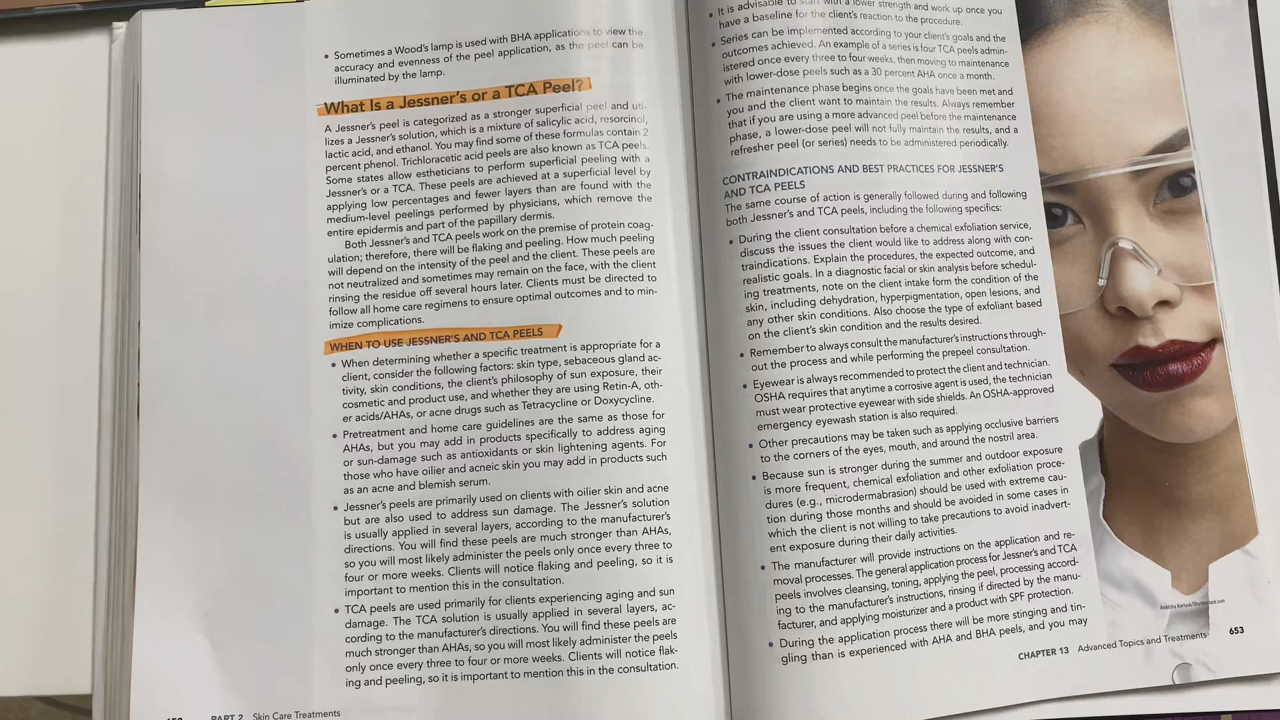 • Sometimes a Wood's lamp is used with BHA applications to view the
accuracy and evenness of the peel application, as the peel can be
illuminated by the lamp.
What Is a Jessner's or a TCA Peel?
A Jessner's peel is categorized as a stronger superficial peel and uti-
lizes a Jessner's solution, which is a mixture of salicylic acid, resorcinol,
lactic acid, and ethanol. You may find some of these formulas contain 2
percent phenol. Trichloracetic acid peels are also known as TCA peels.
Some states allow estheticians to perform superficial peeling with a
Jessner's or a TCA. These peels are achieved at a superficial level by
applying low percentages and fewer layers than are found with the
medium-level peelings performed by physicians, which remove the
entire epidermis and part of the papillary dermis.
Both Jessner's and TCA peels work on the premise of protein coag-
ulation; therefore, there will be flaking and peeling. How much peeling
will depend on the intensity of the peel and the client. These peels are
not neutralized and sometimes may remain on the face, with the client
rinsing the residue off several hours later. Clients must be directed to
follow all home care regimens to ensure optimal outcomes and to min-
imize complications.
WHEN TO USE JESSNER'S AND TCA PEELS
• When determining whether a specific treatment is appropriate for a
client, consider the following factors: skin type, sebaceous gland ac-
tivity, skin conditions, the client's philosophy of sun exposure, their
cosmetic and product use, and whether they are using Retin-A, oth-
er acids/AHAs, or acne drugs such as Tetracycline or Doxycycline.
• Pretreatment and home care guidelines are the same as those for
AHAs, but you may add in products specifically to address aging
or sun-damage such as antioxidants or skin lightening agents. For
those who have oilier and acneic skin you may add in products such
as an acne and blemish serum.
• Jessner's peels are primarily used on clients with oilier skin and acne
but are also used to address sun damage. The Jessner's solution
is usually applied in several layers, according to the manufacturer's
directions. You will find these peels are much stronger than AHAs,
so you will most likely administer the peels only once every three to
four or more weeks. Clients will notice flaking and peeling, so it is
important to mention this in the consultation.
• TCA peels are used primarily for clients experiencing aging and sun
damage. The TCA solution is usually applied in several layers, ac-
cording to the manufacturer's directions. You will find these peels are
much stronger than AHAs, so you will most likely administer the peels
only once every three to four or more weeks. Clients will notice flak-
ing and peeling, so it is important to mention this in the consultation.
PART 2 Skin Care Treatments
• It is advisable to start with a lower strength and work up once you
have a baseline for the client's reaction to the procedure.
• Series can be implemented according to your client's goals and the
outcomes achieved. An example of a series is four TCA peels admin-
istered once every three to four weeks, then moving to maintenance
with lower-dose peels such as a 30 percent AHA once a month.
• The maintenance phase begins once the goals have been met and
you and the client want to maintain the results. Always remember
that if you are using a more advanced peel before the maintenance
phase, a lower-dose peel will not fully maintain the results, and a
refresher peel (or series) needs to be administered periodically.
CONTRAINDICATIONS AND BEST PRACTICES FOR JESSNER'S
AND TCA PEELS
The same course of action is generally followed during and following
both Jessner's and TCA peels, including the following specifics:
• During the client consultation before a chemical exfoliation service,
discuss the issues the client would like to address along with con-
traindications. Explain the procedures, the expected outcome, and
realistic goals. In a diagnostic facial or skin analysis before schedul-
ing treatments, note on the client intake form the condition of the
skin, including dehydration, hyperpigmentation, open lesions, and
any other skin conditions. Also choose the type of exfoliant based
on the client's skin condition and the results desired.
• Remember to always consult the manufacturer's instructions through-
out the process and while performing the prepeel consultation.
• Eyewear is always recommended to protect the client and technician.
OSHA requires that anytime a corrosive agent is used, the technician
must wear protective eyewear with side shields. An OSHA-approved
emergency eyewash station is also required.
• Other precautions may be taken such as applying occlusive barriers
to the corners of the eyes, mouth, and around the nostril area.
• Because sun is stronger during the summer and outdoor exposure
is more frequent, chemical exfoliation and other exfoliation proce-
dures (e.g., microdermabrasion) should be used with extreme cau-
tion during those months and should be avoided in some cases in
which the client is not willing to take precautions to avoid inadvert-
ent exposure during their daily activities.
• The manufacturer will provide instructions on the application and re-
moval processes. The general application process for Jessner's and TCA
peels involves cleansing, toning, applying the peel, processing accord-
ing to the manufacturer's instructions, rinsing if directed by the manu-
facturer, and applying moisturizer and a product with SPF protection.
• During the application process there will be more stinging and tin-
gling than is experienced with AHA and BHA peels, and you may
CHAPTER 13 Advanced Topics and Treatments 653